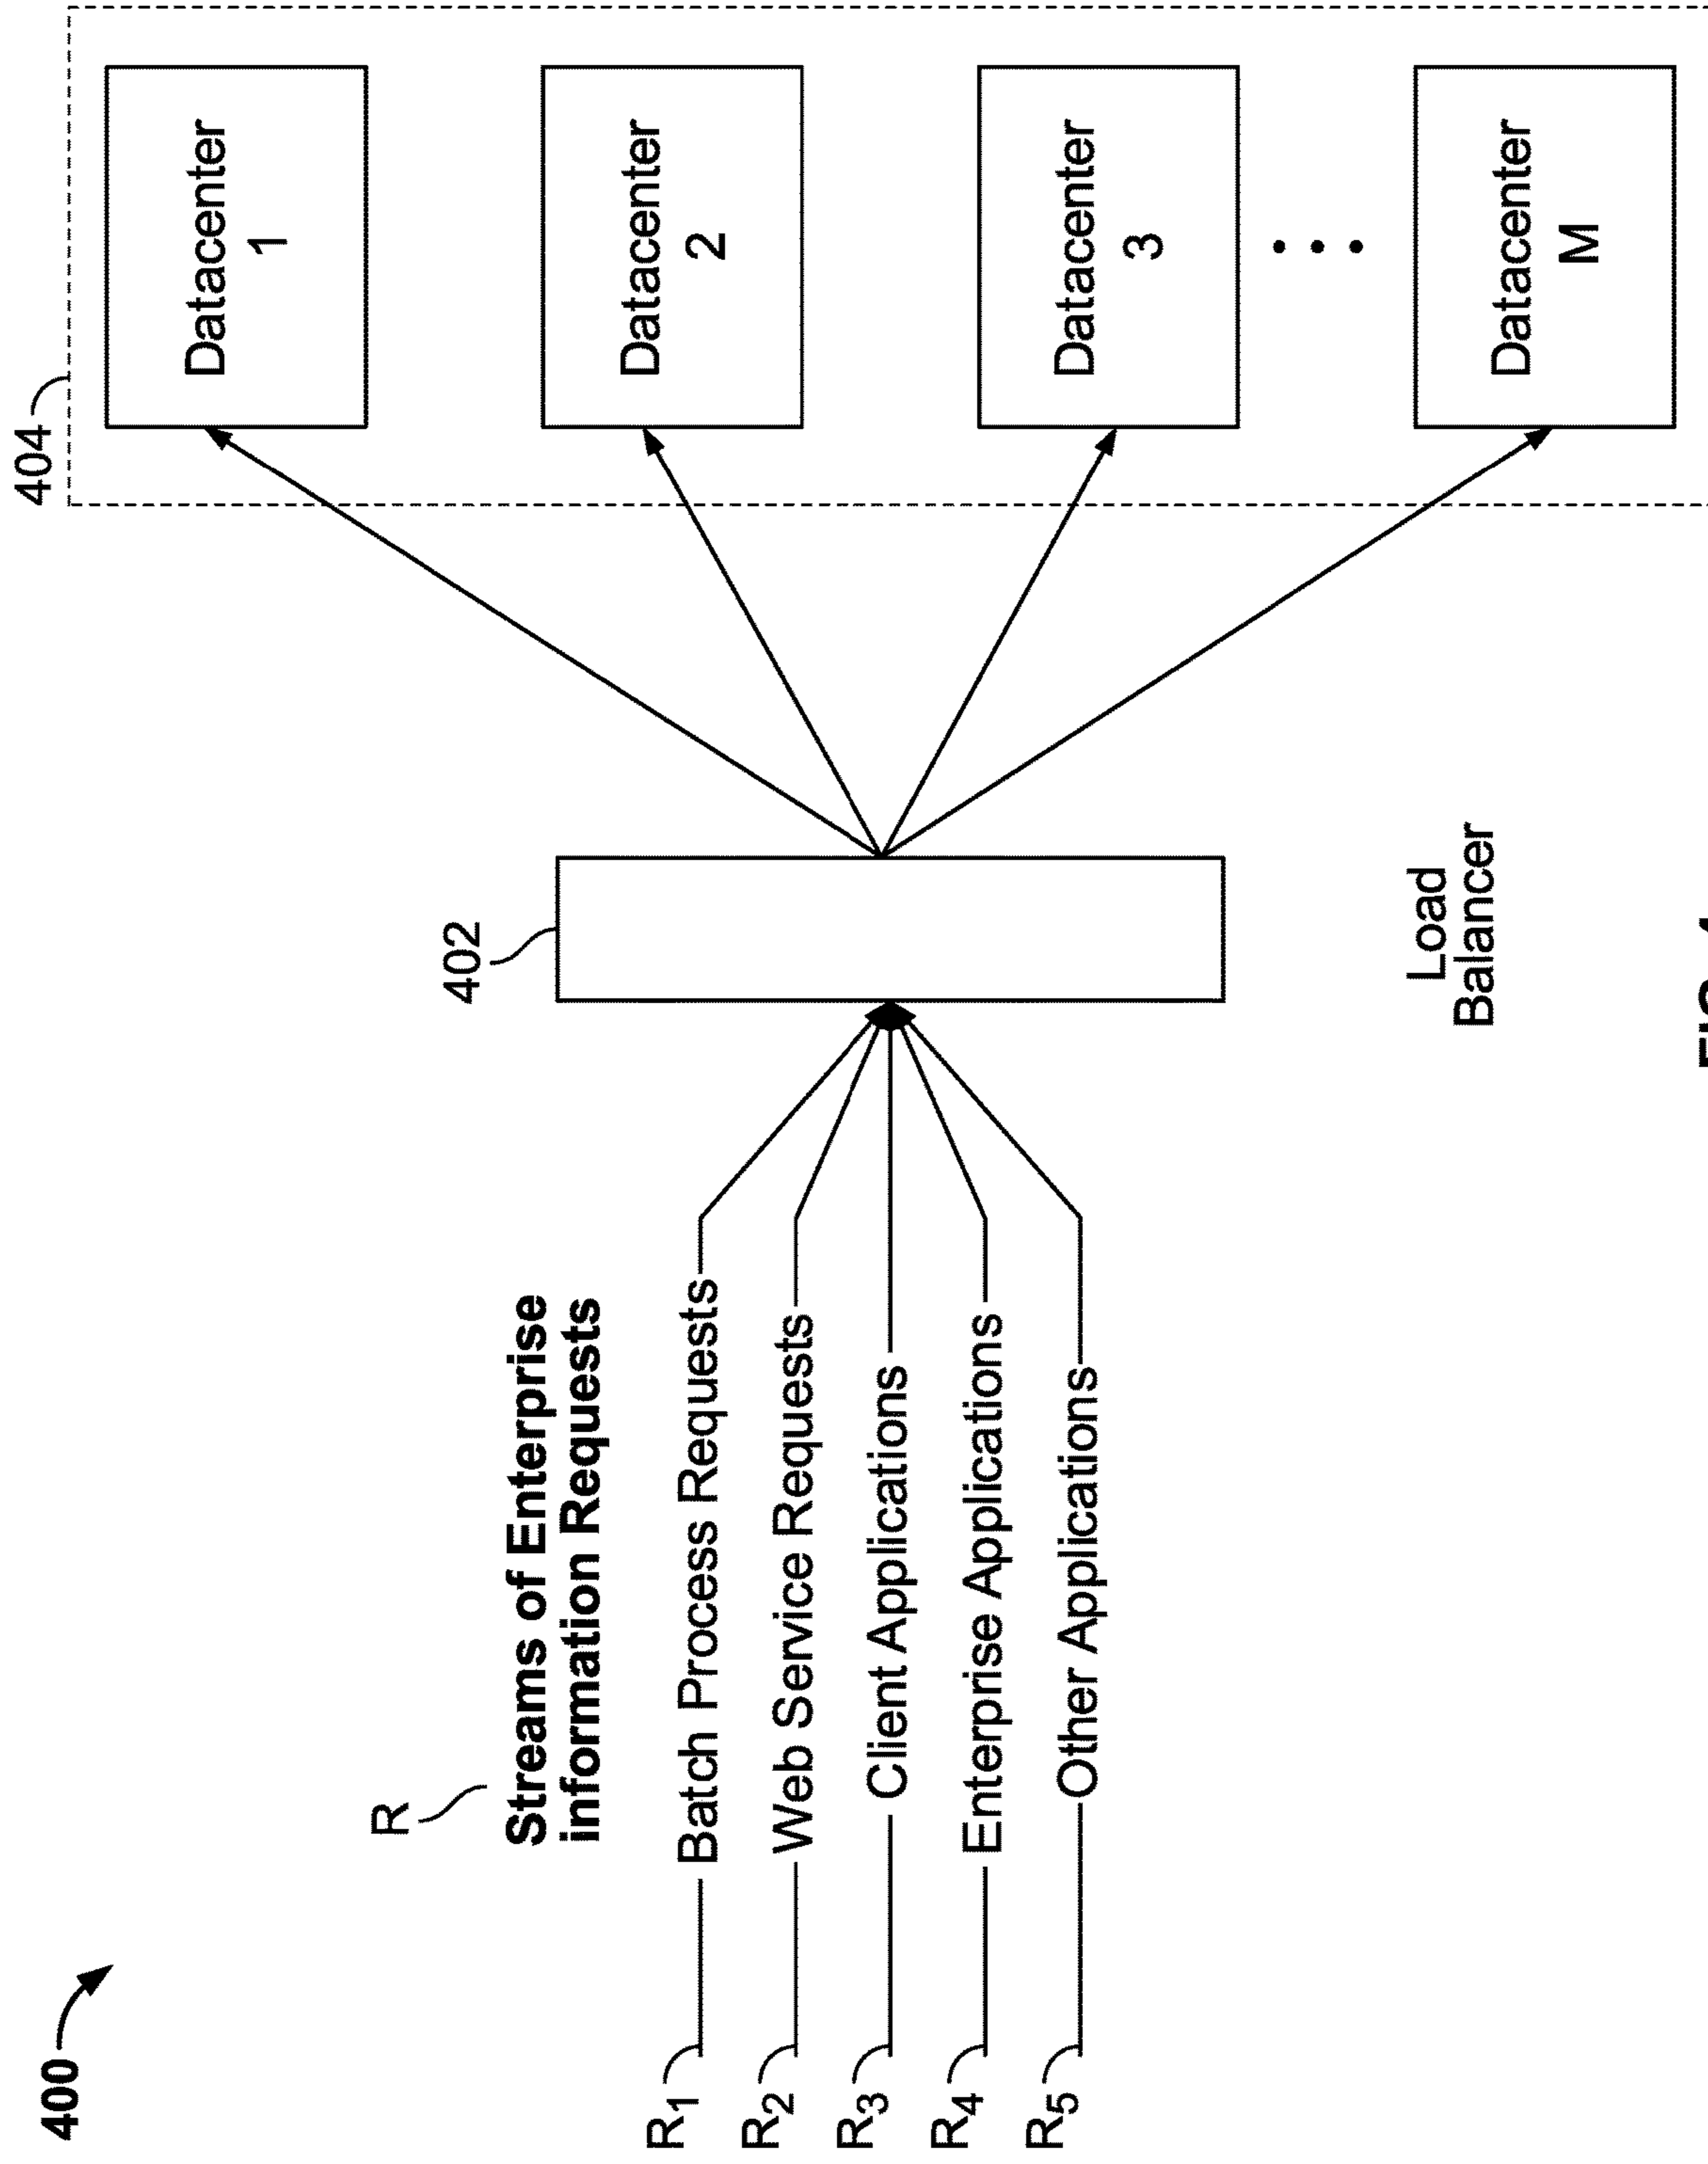 400
R
Streams of Enterprise
information Requests
R1
Batch Process Requests
R2
Web Service Requests
R3
Client Applications
R4
Enterprise Applications
R5
Other Applications
402
Load
Balancer
404
Datacenter
1
Datacenter
2
Datacenter
3
Datacenter
M